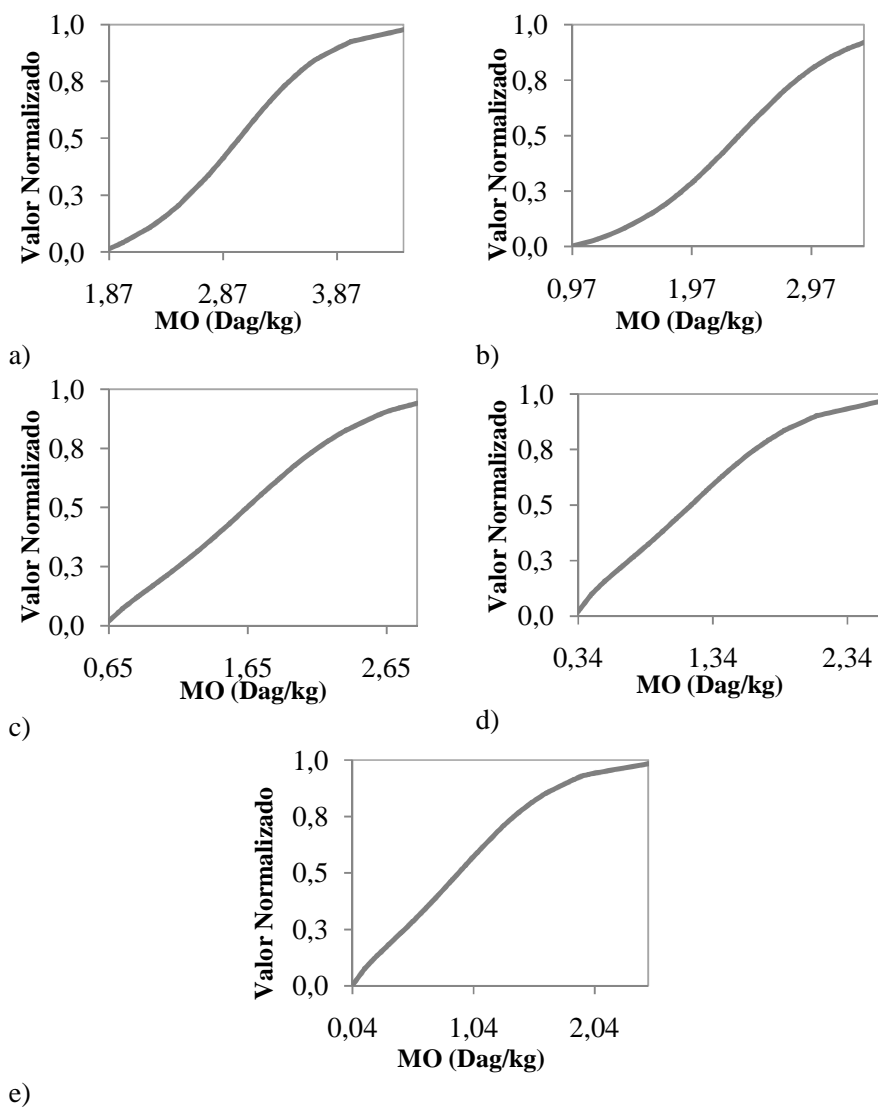 1,0
0,8
0,5
0,3
0,0
Valor Normalizado
1,87 2,87 3,87
MO (Dag/kg)
a)
1,0
0,8
0,5
0,3
0,0
Valor Normalizado
0,97 1,97 2,97
MO (Dag/kg)
b)
1,0
0,8
0,5
0,3
0,0
Valor Normalizado
0,65 1,65 2,65
MO (Dag/kg)
c)
1,0
0,8
0,5
0,3
0,0
Valor Normalizado
0,34 1,34 2,34
MO (Dag/kg)
d)
1,0
0,8
0,5
0,3
0,0
Valor Normalizado
0,04 1,04 2,04
MO (Dag/kg)
e)